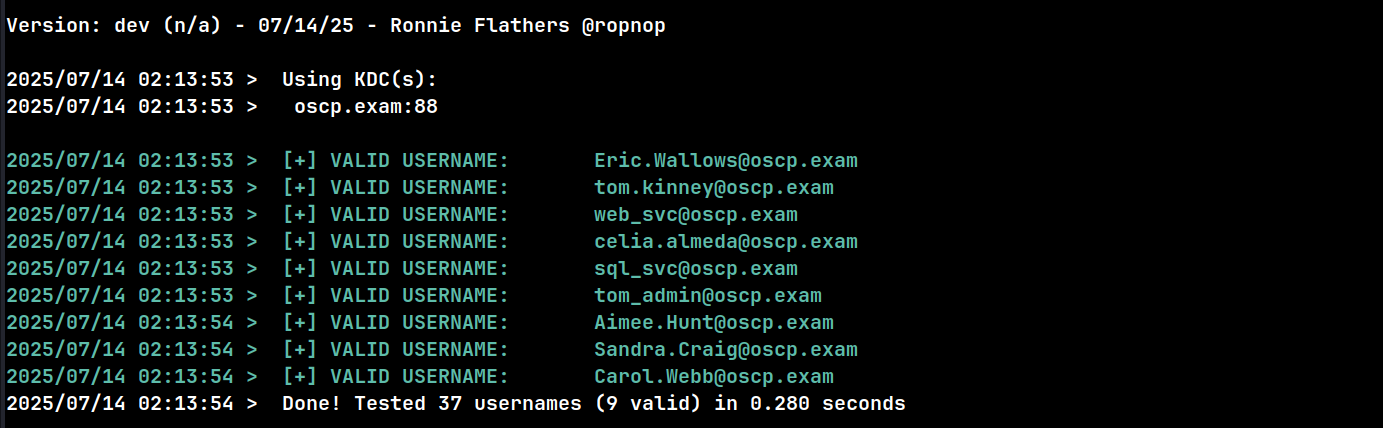 Version: dev (n/a) - 07/14/25 - Ronnie Flathers @ropnop
2025/07/14 02:13:53 >  Using KDC(s):
2025/07/14 02:13:53 >   oscp.exam:88
2025/07/14 02:13:53 >  [+] VALID USERNAME:       Eric.Wallows@oscp.exam
2025/07/14 02:13:53 >  [+] VALID USERNAME:       tom.kinney@oscp.exam
2025/07/14 02:13:53 >  [+] VALID USERNAME:       web_svc@oscp.exam
2025/07/14 02:13:53 >  [+] VALID USERNAME:       celia.almeda@oscp.exam
2025/07/14 02:13:53 >  [+] VALID USERNAME:       sql_svc@oscp.exam
2025/07/14 02:13:53 >  [+] VALID USERNAME:       tom_admin@oscp.exam
2025/07/14 02:13:54 >  [+] VALID USERNAME:       Aimee.Hunt@oscp.exam
2025/07/14 02:13:54 >  [+] VALID USERNAME:       Sandra.Craig@oscp.exam
2025/07/14 02:13:54 >  [+] VALID USERNAME:       Carol.Webb@oscp.exam
2025/07/14 02:13:54 >  Done! Tested 37 usernames (9 valid) in 0.280 seconds